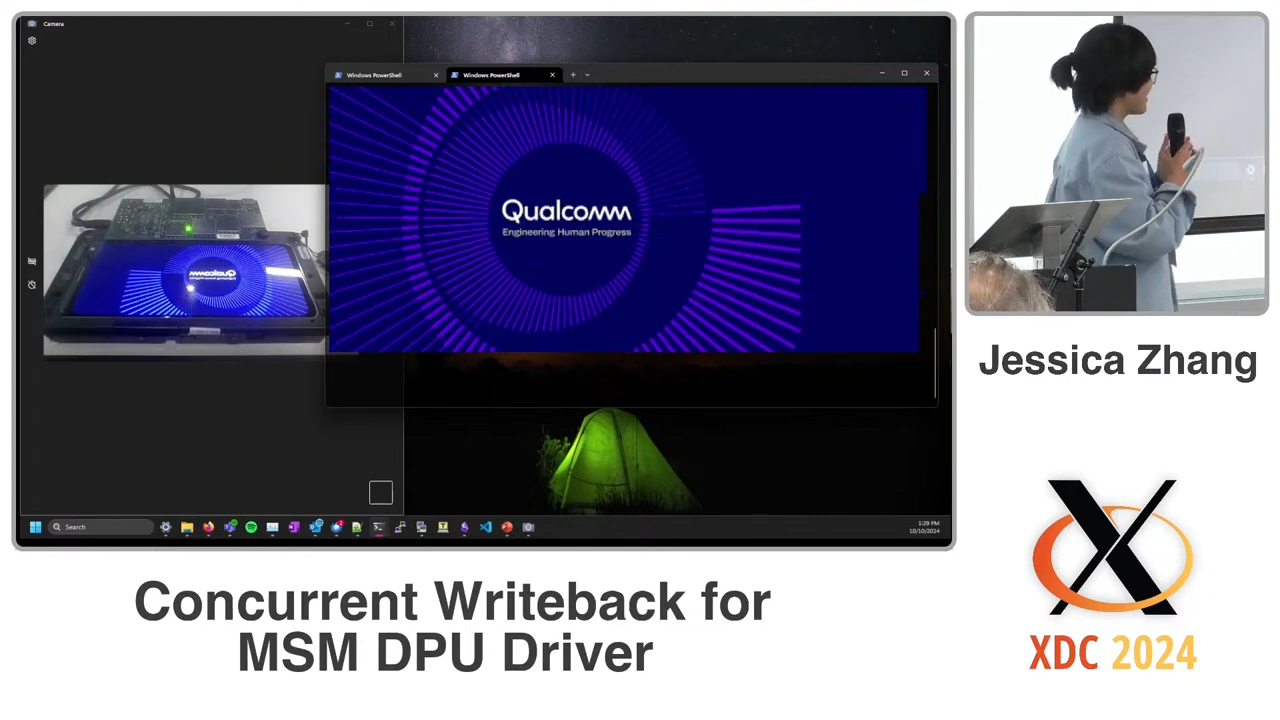 Camera
Windows PowerShell
Windows PowerShell
Qualcomm
Engineering Human Progress
Qualcomm
Search
1:29 PM
10/10/2024
Jessica Zhang
Concurrent Writeback for
MSM DPU Driver
XDC 2024